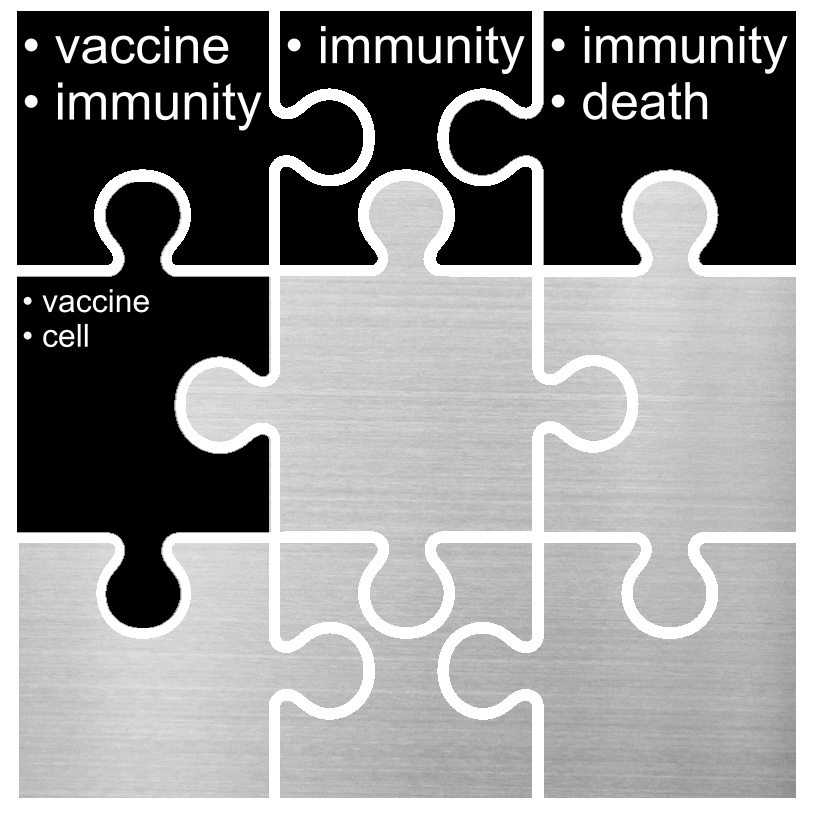 • vaccine
• immunity
• immunity
• immunity
• death
• vaccine
• cell